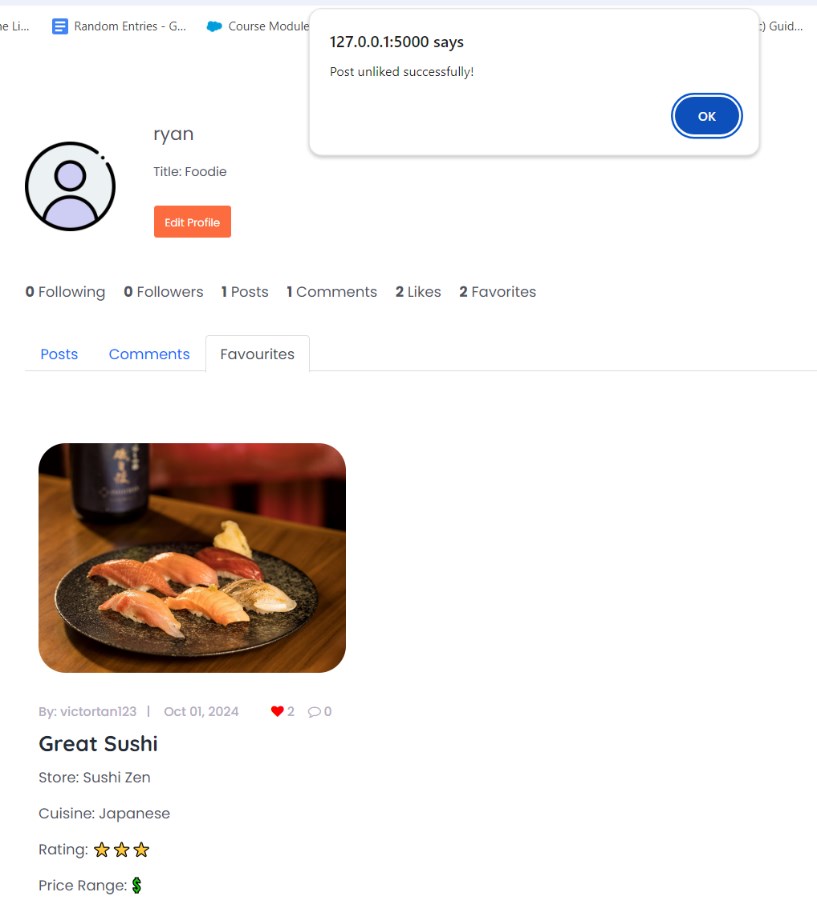 ne Li...
Random Entries - G...
Course Module
c) Guid...
127.0.0.1:5000 says
Post unliked successfully!
OK
ryan
Title: Foodie
Edit Profile
0 Following 0 Followers 1 Posts 1 Comments 2 Likes 2 Favorites
Posts Comments Favourites
By: victortan123 | Oct 01, 2024 2 0
Great Sushi
Store: Sushi Zen
Cuisine: Japanese
Rating:
Price Range: